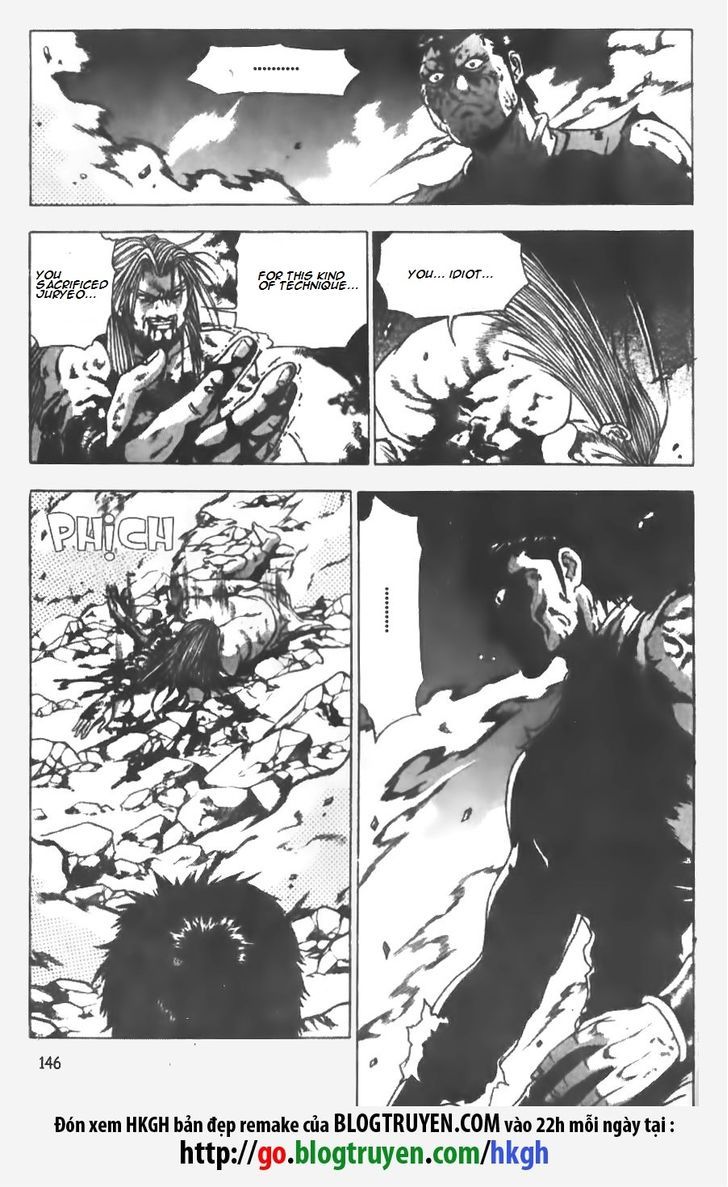 ..........
YOU
SACRIFICED
JURYEO...
FOR THIS KIND
OF TECHNIQUE...
YOU... IDIOT...
PHỊCH
..........
146
Đón xem HKGH bản đẹp remake của BLOGTRUYEN.COM vào 22h mỗi ngày tại :
http://go.blogtruyen.com/hkgh